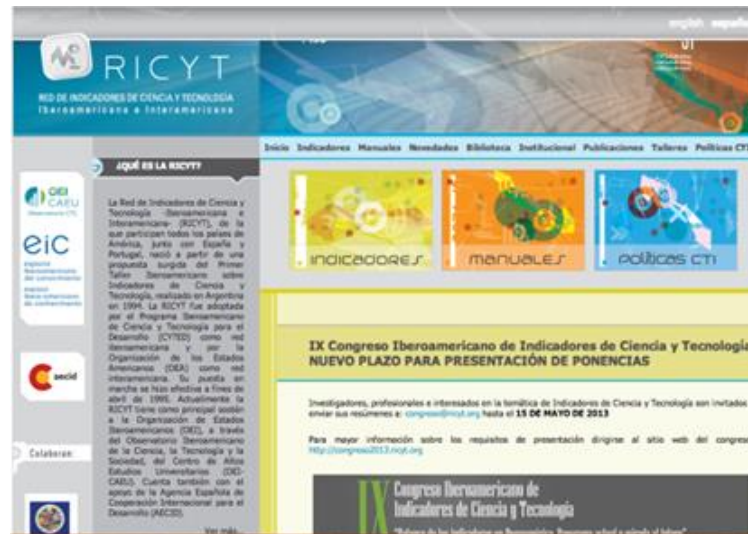 english español
RICYT
RED DE INDICADORES DE CIENCIA Y TECNOLOGÍA
Iberoamericana e Interamericana
Inicio Indicadores Manuales Novedades Biblioteca Institucional Publicaciones Talleres Políticas CT
¿QUÉ ES LA RICYT?
OEI
CAEU
Observatorio CTS
eic
espacio
iberoamericano
del conocimiento
espaço
ibero-americano
do conhecimento
aecid
Colaboran:
La Red de Indicadores de Ciencia y
Tecnología -Iberoamericana e
Interamericana- (RICYT), de la
que participan todos los países de
América, junto con España y
Portugal, nació a partir de una
propuesta surgida del Primer
Taller Iberoamericano sobre
Indicadores de Ciencia y
Tecnología, realizado en Argentina
en 1994. La RICYT fue adoptada
por el Programa Iberoamericano
de Ciencia y Tecnología para el
Desarrollo (CYTED) como red
iberoamericana y por la
Organización de los Estados
Americanos (OEA) como red
interamericana. Su puesta en
marcha se hizo efectiva a fines de
abril de 1995. Actualmente la
RICYT tiene como principal sostén
a la Organización de Estados
Iberoamericanos (OEI), a través
del Observatorio Iberoamericano
de la Ciencia, la Tecnología y la
Sociedad, del Centro de Altos
Estudios Universitarios (OEI-
CAEU). Cuenta también con el
apoyo de la Agencia Española de
Cooperación Internacional para el
Desarrollo (AECID).
Ver más...
indicadores
manuales
políticas cti
IX Congreso Iberoamericano de Indicadores de Ciencia y Tecnología
NUEVO PLAZO PARA PRESENTACIÓN DE PONENCIAS
Investigadores, profesionales e interesados en la temática de Indicadores de Ciencia y Tecnología son invitados
enviar sus resúmenes a: congreso@ricyt.org hasta el 15 DE MAYO DE 2013
Para mayor información sobre los requisitos de presentación dirigirse al sitio web del congreso
http://congreso2013.ricyt.org
IX Congreso Iberoamericano de
Indicadores de Ciencia y Tecnología